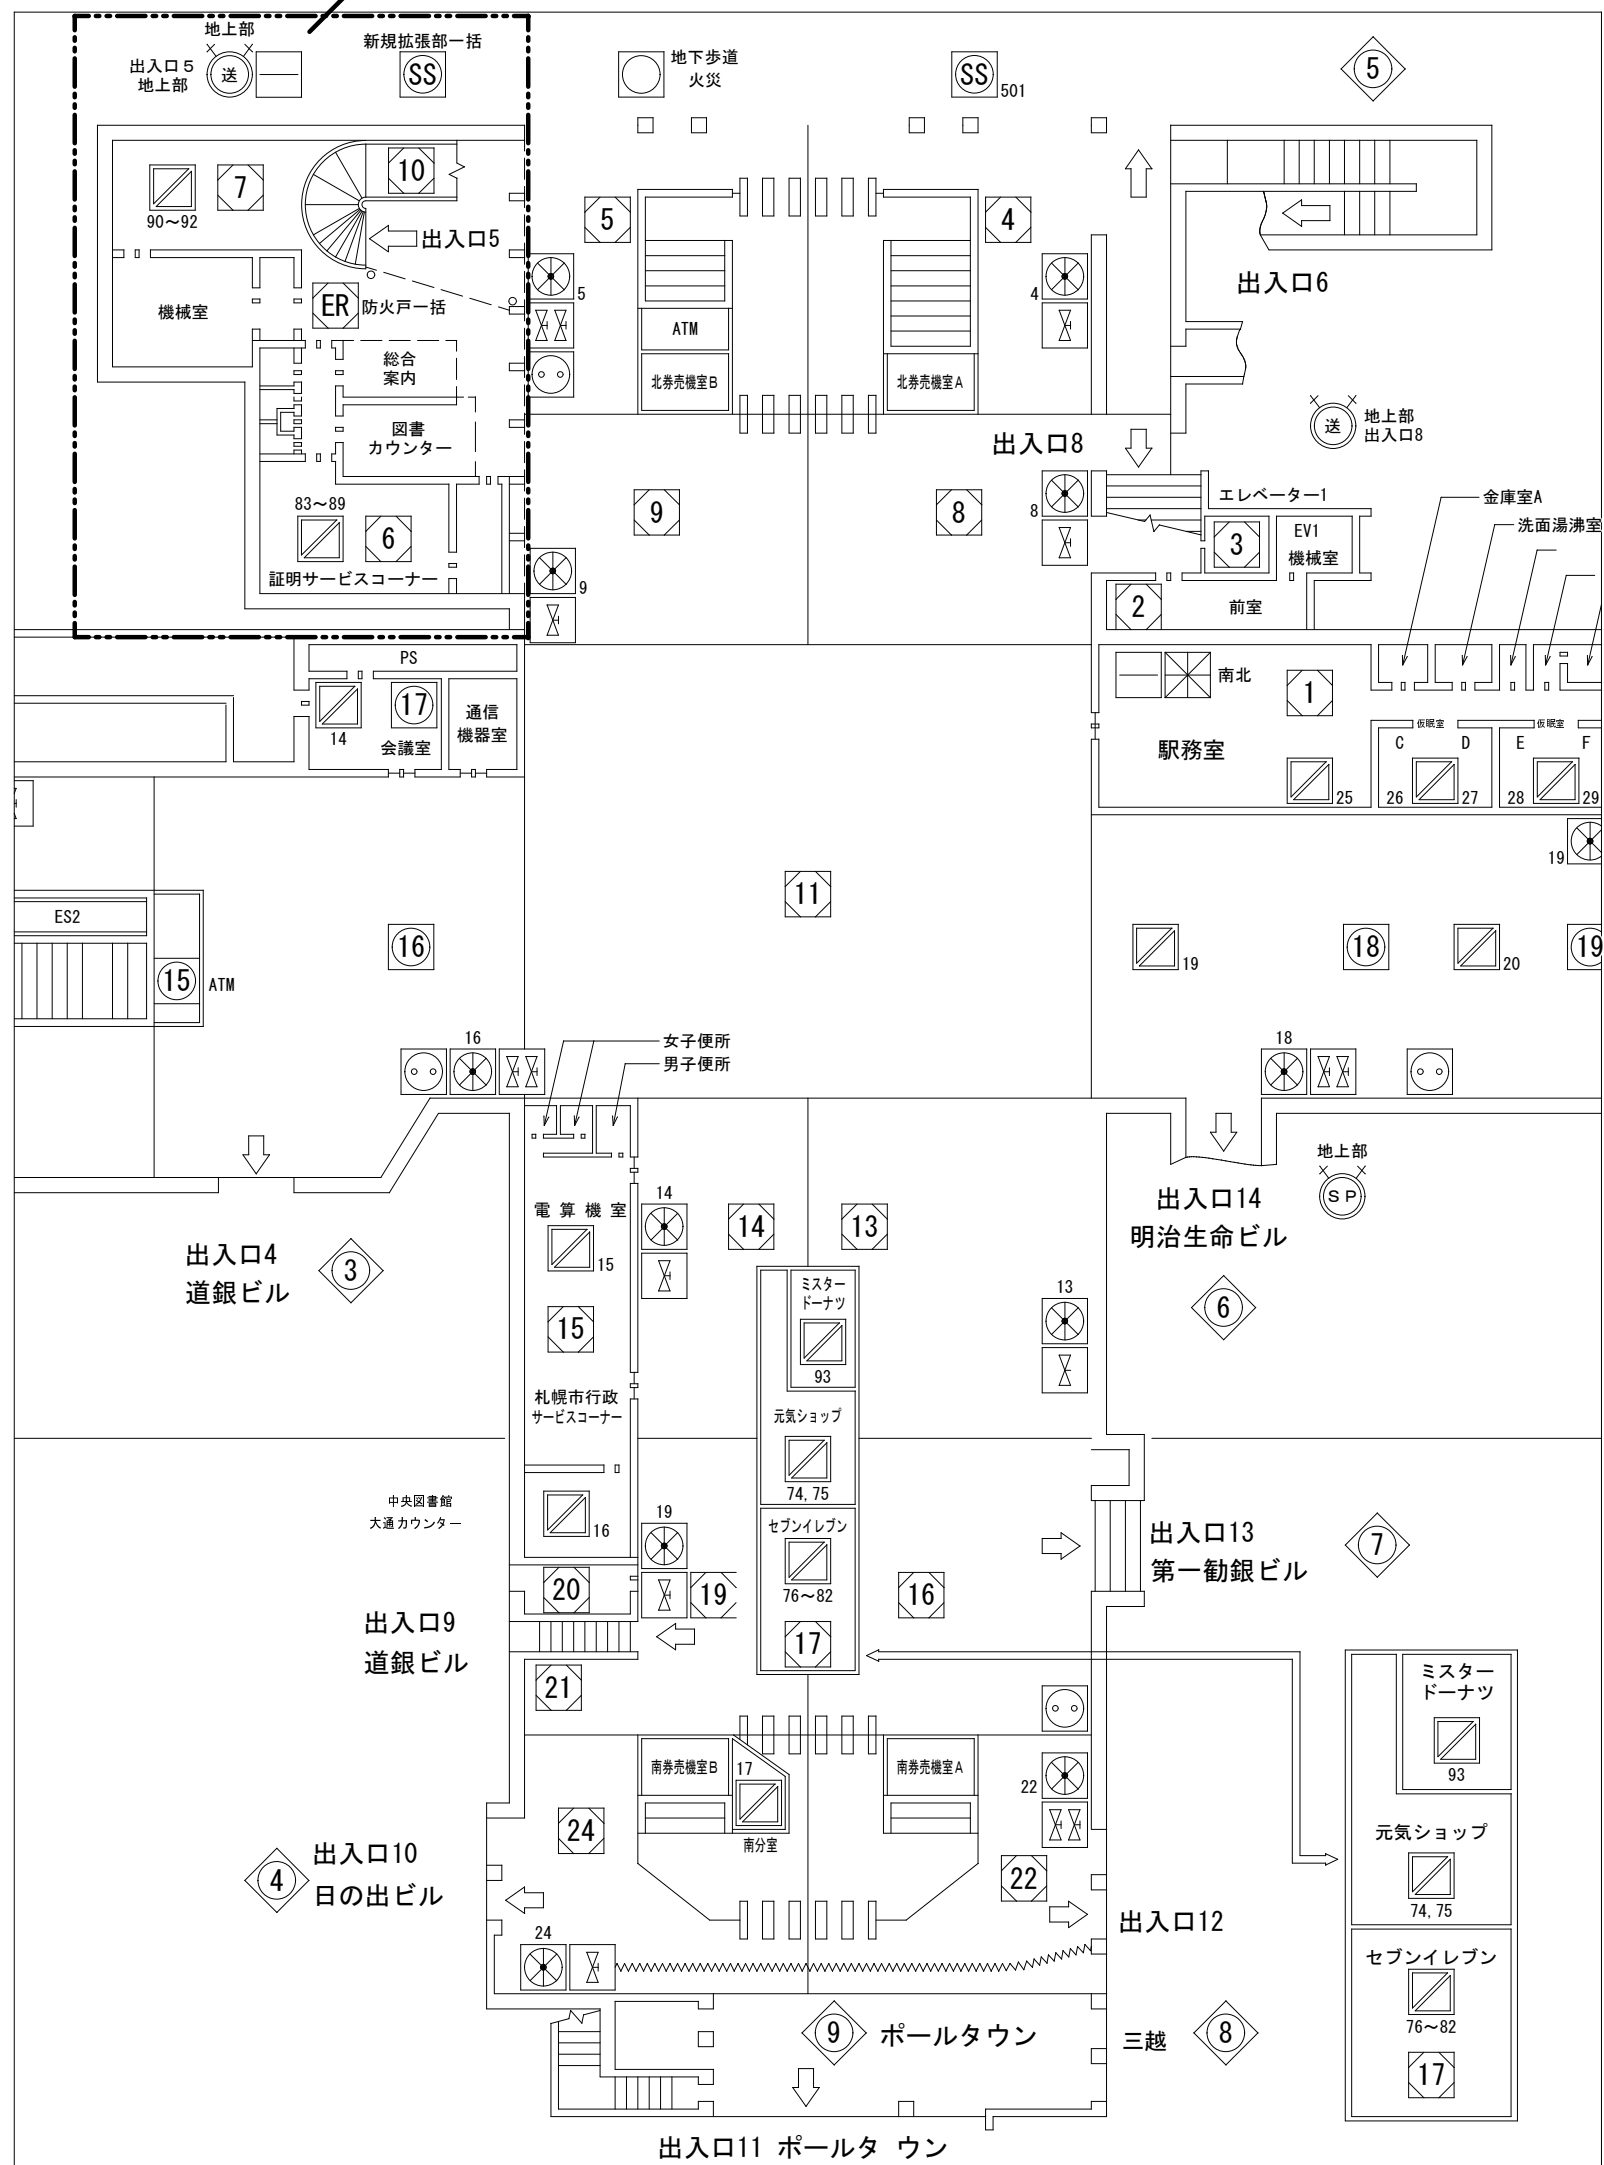 地上部
新規拡張部一括
出入口５
地上部
送
SS
地下歩道
火災
SS
501
5
7
90～92
10
出入口5
5
4
出入口6
機械室
ER
防火戸一括
5
4
総合
案内
ATM
北券売機室Ｂ
北券売機室Ａ
図書
カウンター
送
地上部
出入口8
出入口8
83～89
6
証明サービスコーナー
9
8
8
9
エレベーター1
3
EV1
機械室
金庫室A
洗面湯沸室
2
前室
PS
14
17
会議室
通信
機器室
南北
1
駅務室
25
仮眠室
仮眠室
C
D
E
F
26
27
28
29
19
ES2
15
ATM
16
11
19
18
20
19
16
女子便所
男子便所
18
電算機室
15
14
14
13
出入口14
明治生命ビル
地上部
ＳＰ
出入口4
道銀ビル
3
15
ミスター
ドーナツ
93
13
6
札幌市行政
サービスコーナー
元気ショップ
74,75
中央図書館
大通カウンター
16
19
セブンイレブン
76～82
出入口13
第一勧銀ビル
7
20
19
16
出入口9
道銀ビル
17
21
ミスター
ドーナツ
93
南券売機室Ｂ
17
南分室
南券売機室Ａ
22
24
4
出入口10
日の出ビル
22
元気ショップ
74,75
24
出入口12
セブンイレブン
76～82
17
9
ポールタウン
三越
8
出入口11 ポールタ ウン